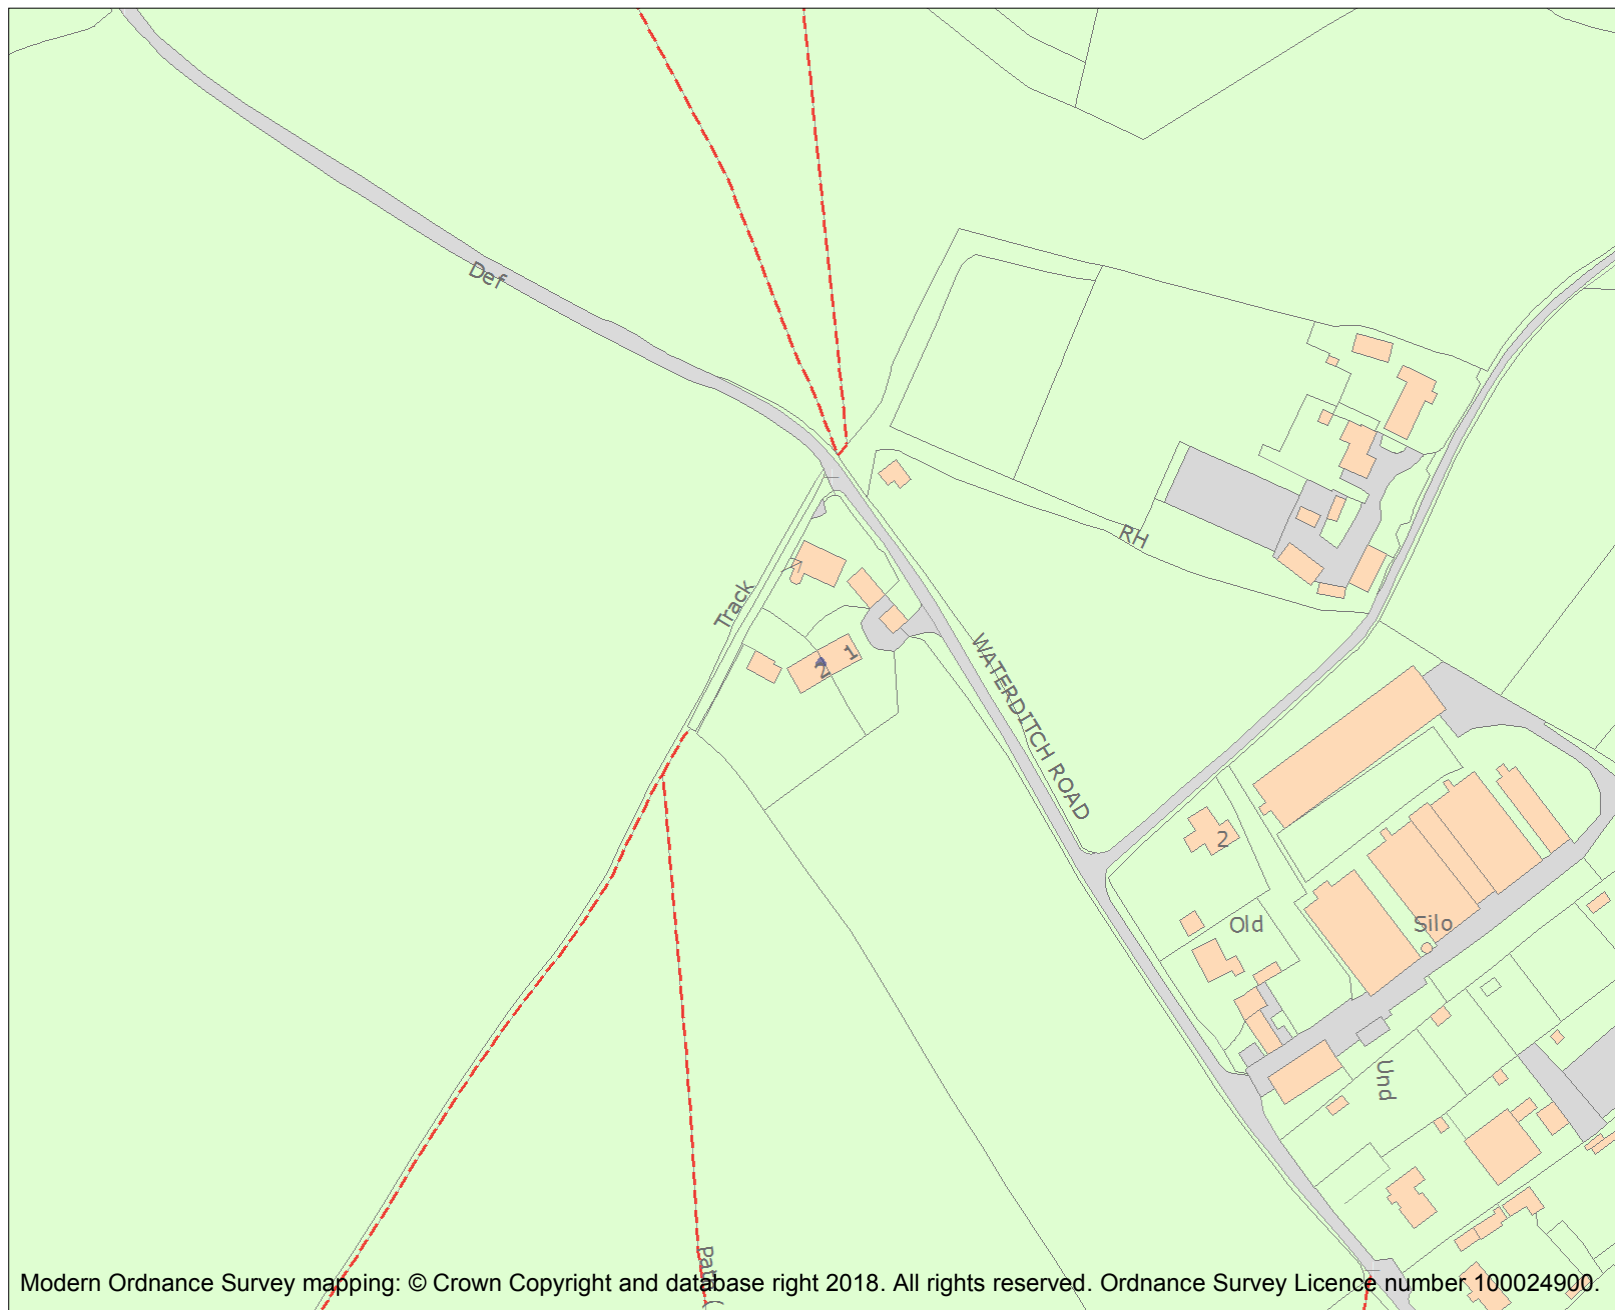 Def
RH
Track
1
2
WATERDITCH ROAD
2
Old
Silo
Und
Modern Ordnance Survey mapping: © Crown Copyright and database right 2018. All rights reserved. Ordnance Survey Licence number 100024900.